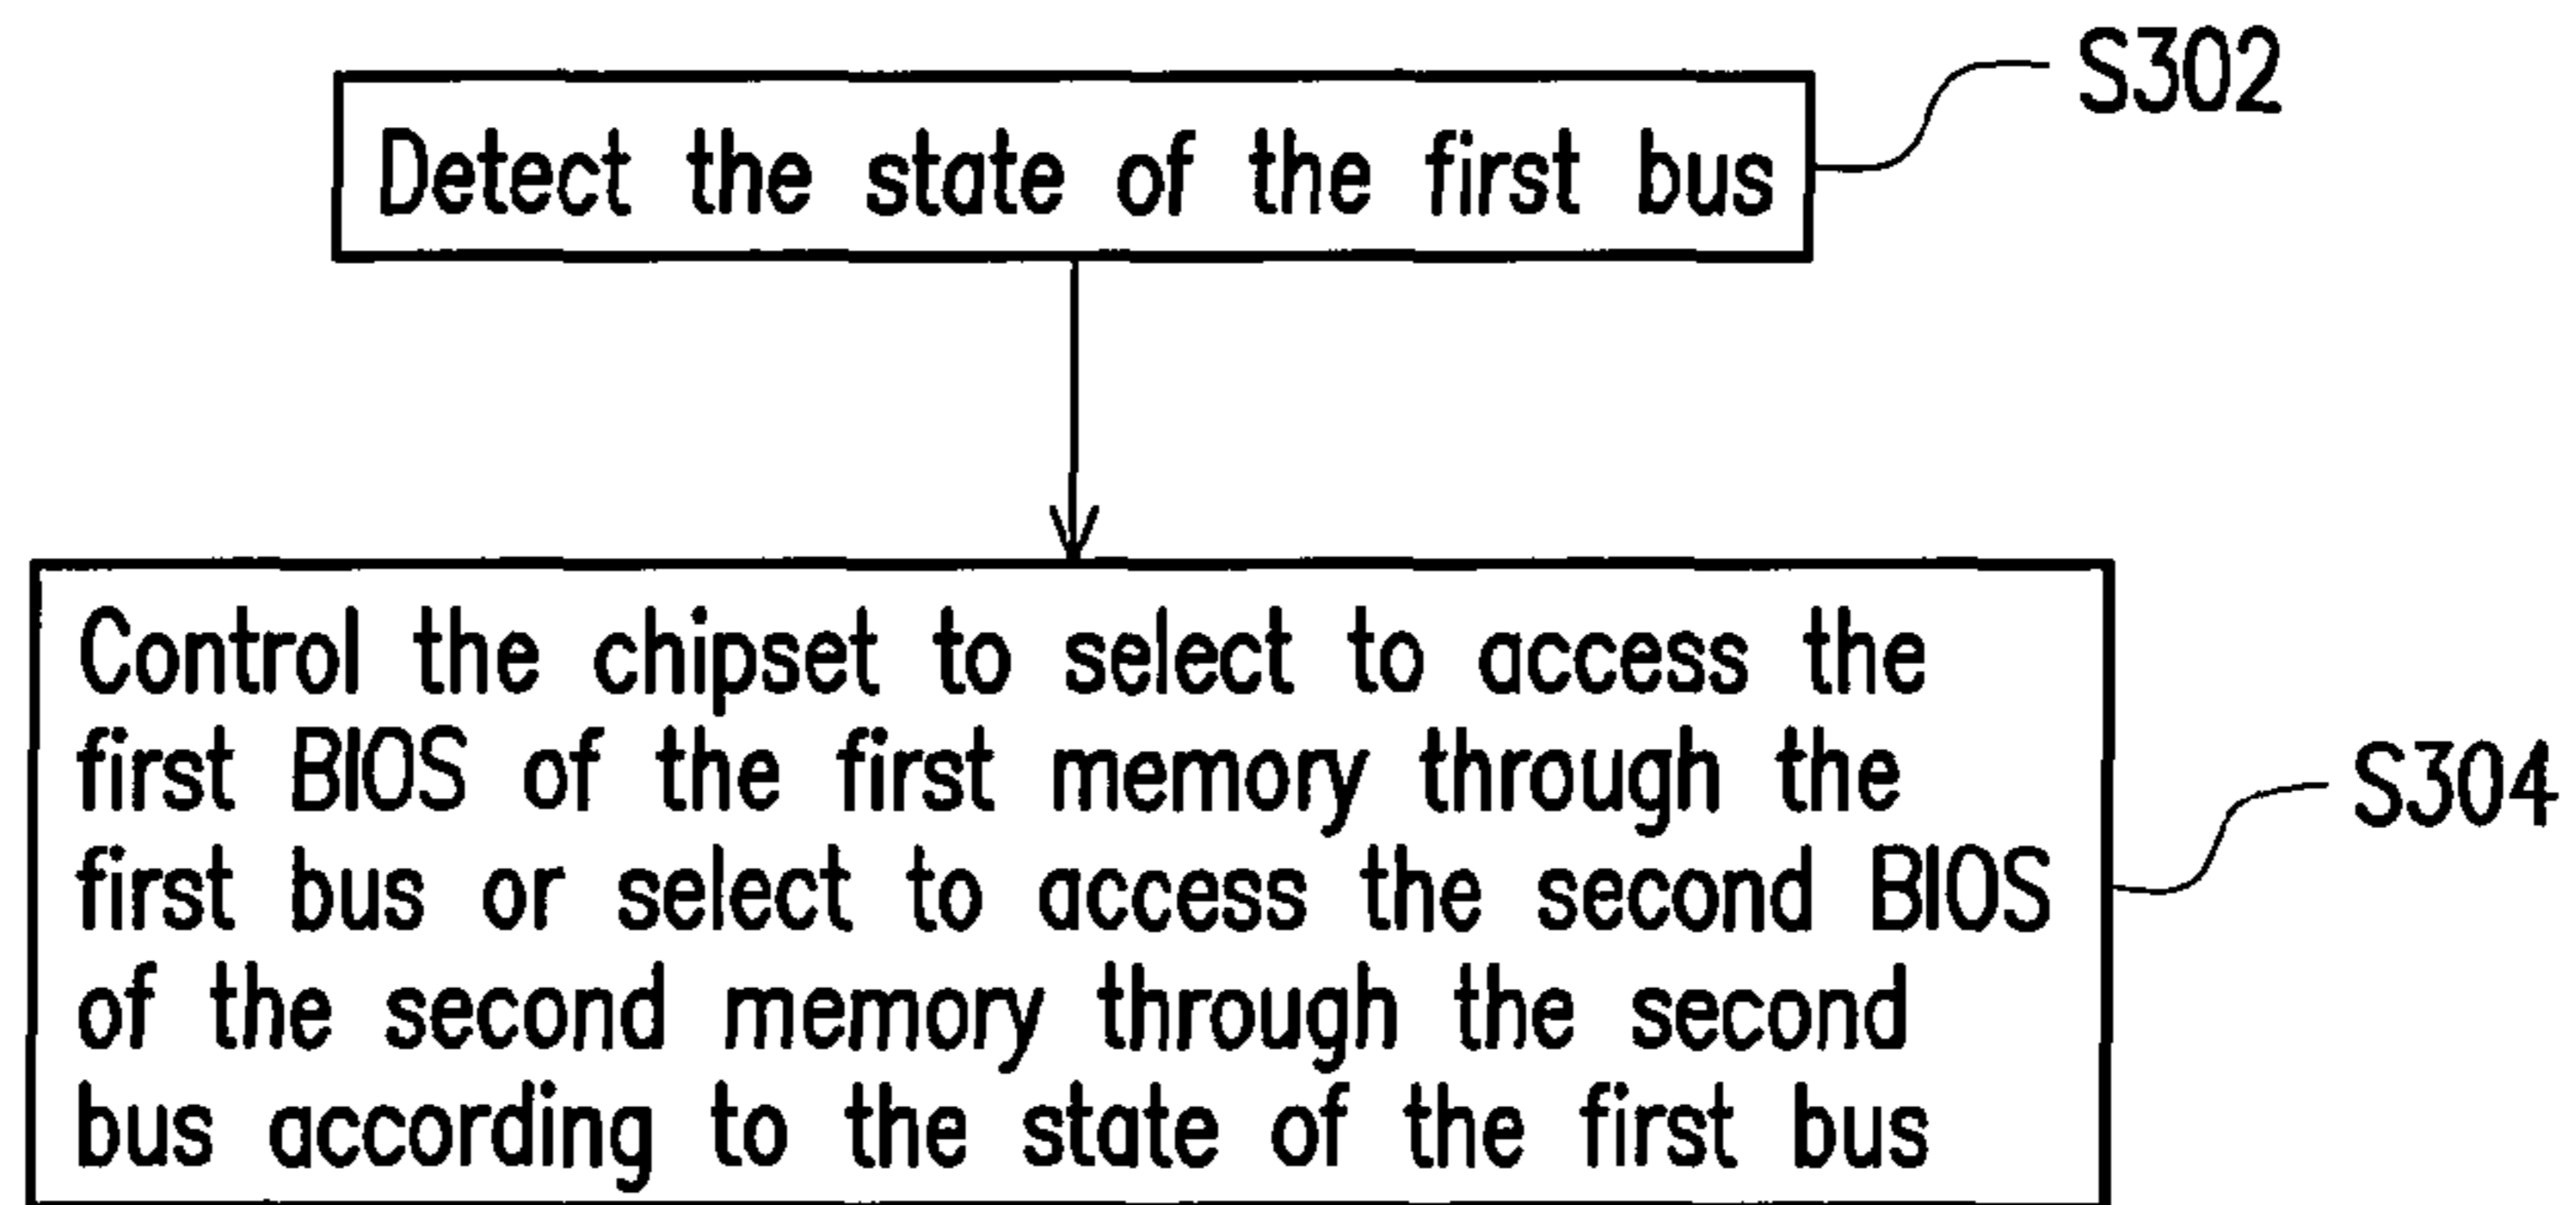 S302
Detect the state of the first bus
Control the chipset to select to access the
first BIOS of the first memory through the
first bus or select to access the second BIOS
of the second memory through the second
bus according to the state of the first bus
S304